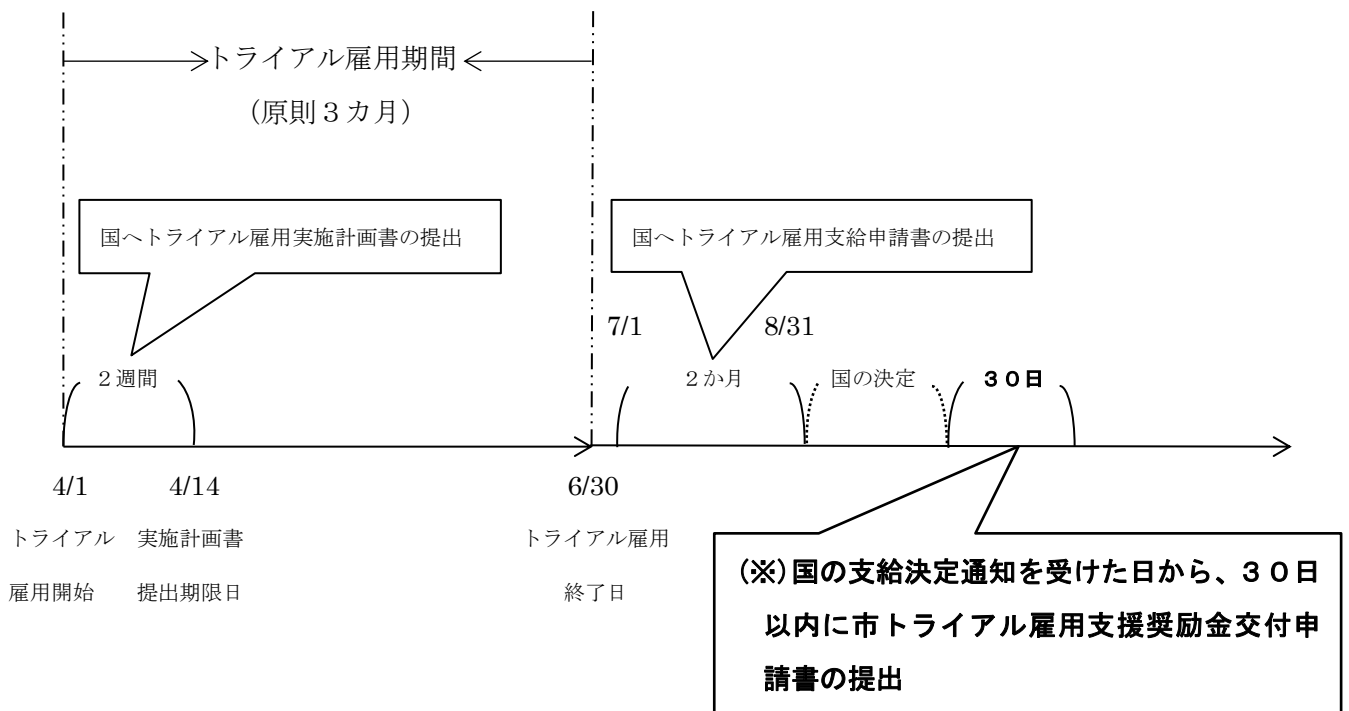 トライアル雇用期間
（原則３カ月）
国へトライアル雇用実施計画書の提出
国へトライアル雇用支給申請書の提出
7/1
8/31
２週間
２か月
国の決定
３０日
4/1
4/14
6/30
トライアル
雇用開始
実施計画書
提出期限日
トライアル雇用
終了日
(※)国の支給決定通知を受けた日から、３０日
以内に市トライアル雇用支援奨励金交付申
請書の提出